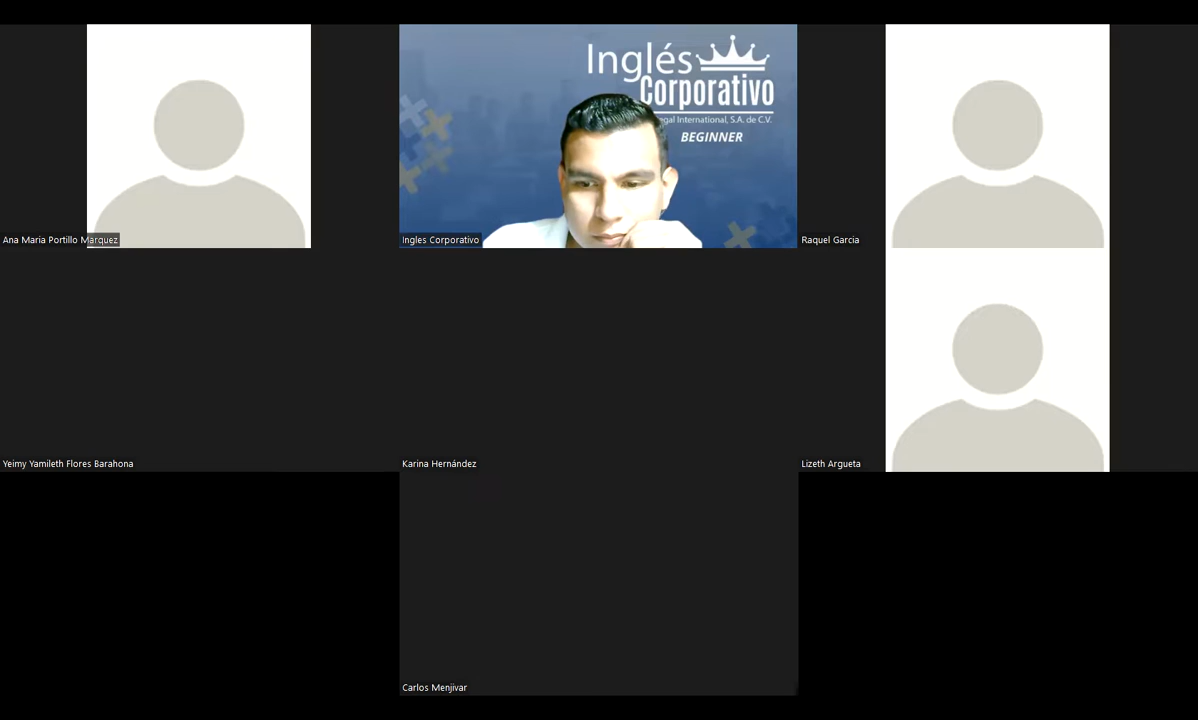 Inglés
Corporativo
egal International, S.A. de C.V.
BEGINNER
Ana Maria Portillo Marquez
Ingles Corporativo
Raquel Garcia
Yeimy Yamileth Flores Barahona
Karina Hernández
Lizeth Argueta
Carlos Menjivar